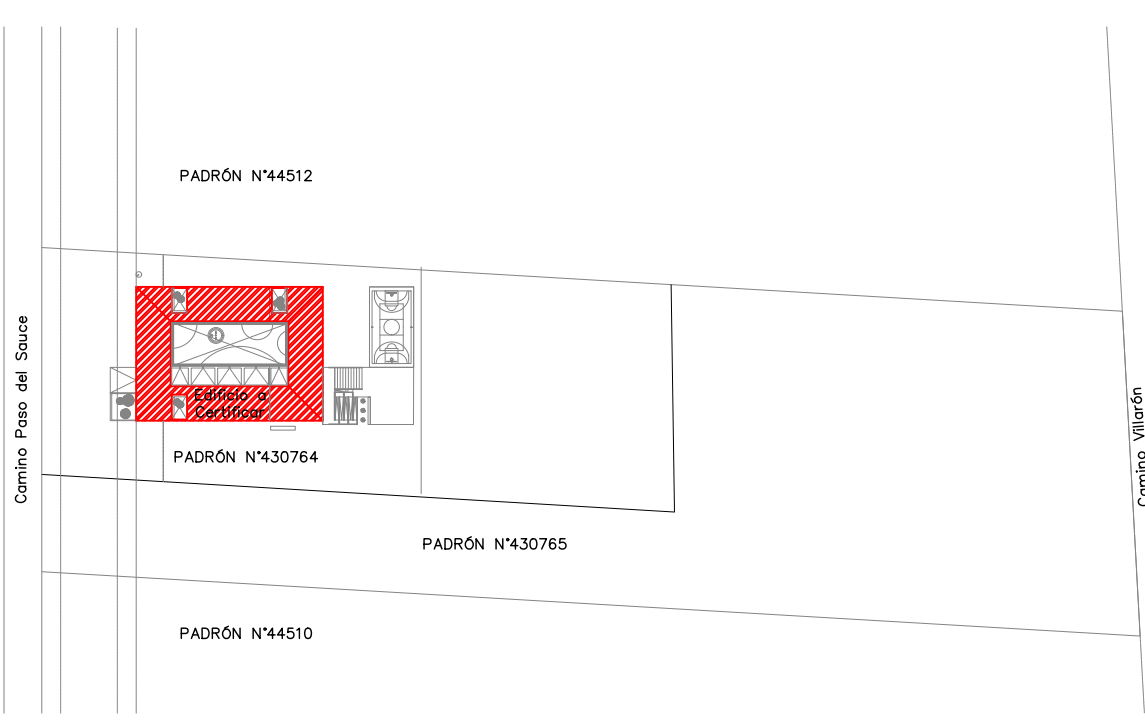 PADRÓN N°44512
Camino Paso del Sauce
Edificio a
Certificar
PADRÓN N°430764
Camino Villarón
PADRÓN N°430765
PADRÓN N°44510